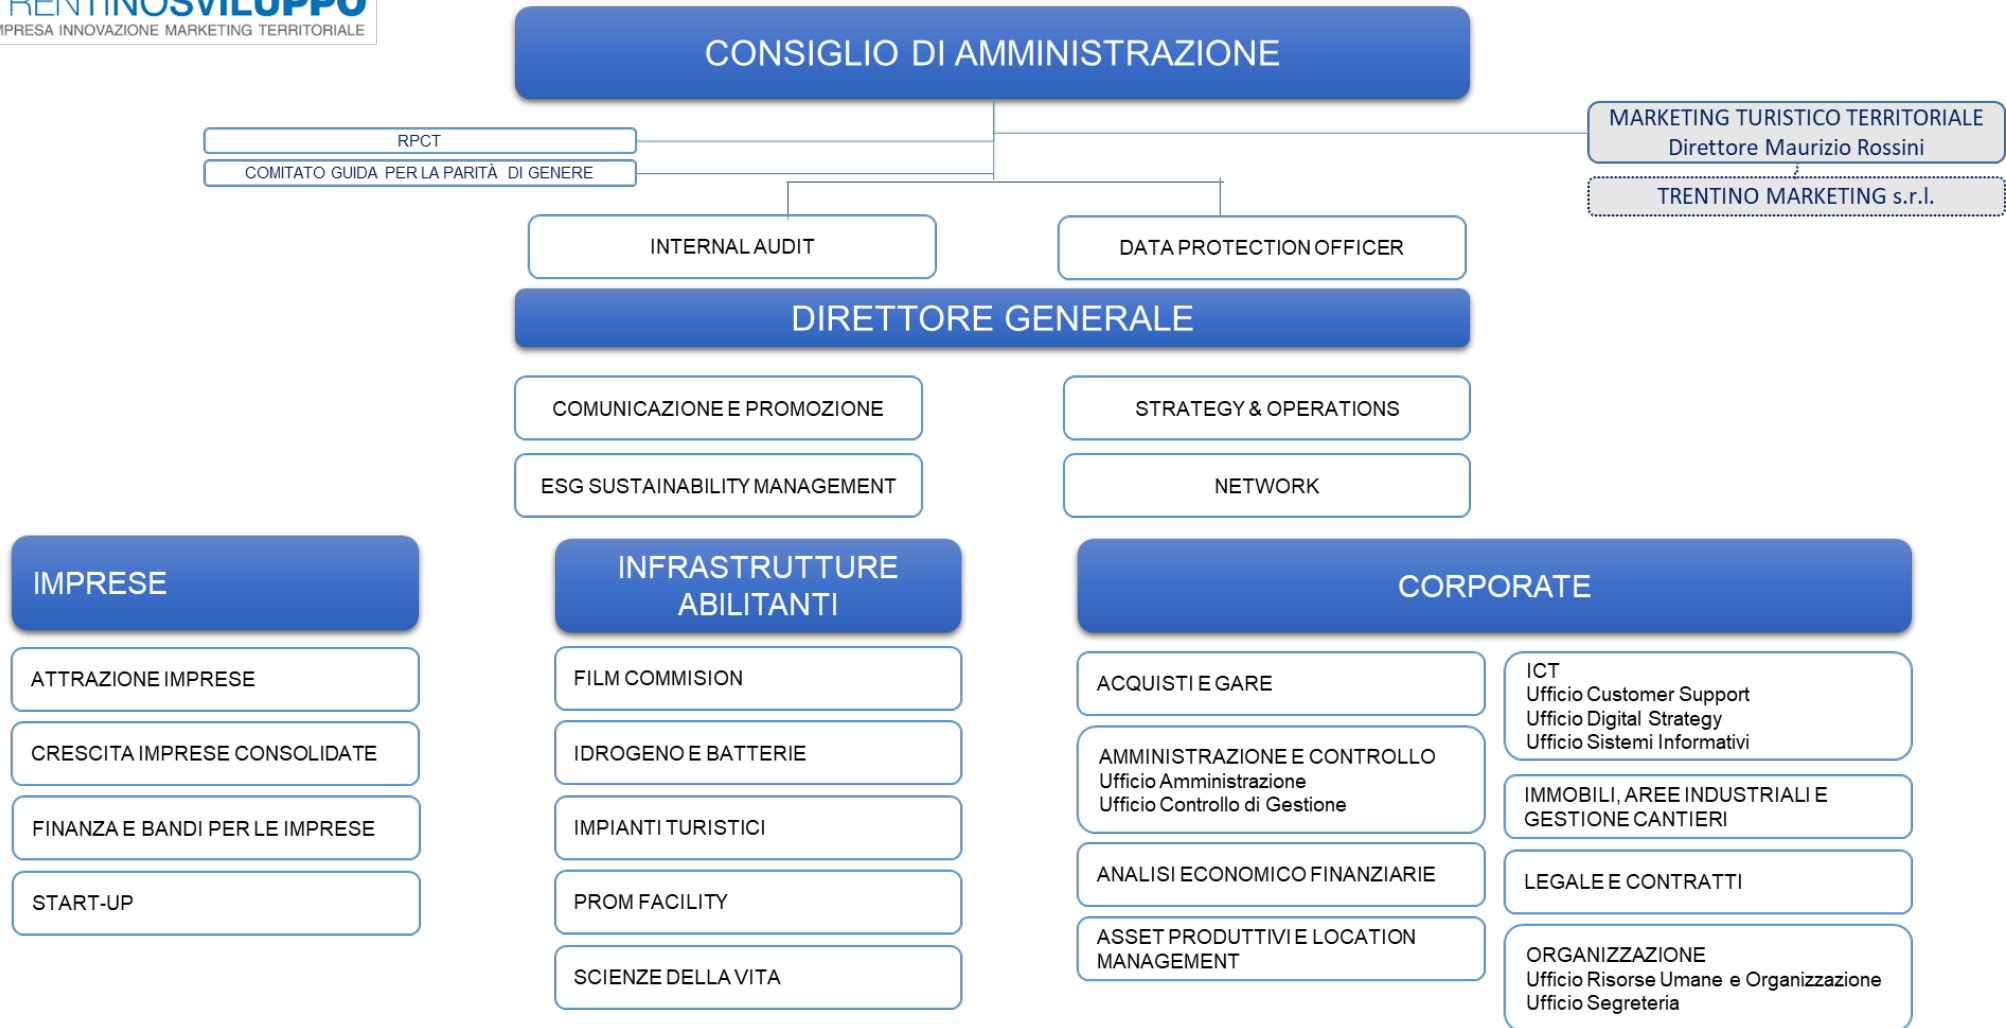 TRENTINOSVILUPPO
IMPRESA INNOVAZIONE MARKETING TERRITORIALE
CONSIGLIO DI AMMINISTRAZIONE
RPCT
COMITATO GUIDA PER LA PARITÀ DI GENERE
MARKETING TURISTICO TERRITORIALE
Direttore Maurizio Rossini
TRENTINO MARKETING s.r.l.
INTERNAL AUDIT
DATA PROTECTION OFFICER
DIRETTORE GENERALE
COMUNICAZIONE E PROMOZIONE
STRATEGY & OPERATIONS
ESG SUSTAINABILITY MANAGEMENT
NETWORK
IMPRESE
ATTRAZIONE IMPRESE
CRESCITA IMPRESE CONSOLIDATE
FINANZA E BANDI PER LE IMPRESE
START-UP
INFRASTRUTTURE
ABILITANTI
FILM COMMISION
IDROGENO E BATTERIE
IMPIANTI TURISTICI
PROM FACILITY
SCIENZE DELLA VITA
CORPORATE
ACQUISTI E GARE
AMMINISTRAZIONE E CONTROLLO
Ufficio Amministrazione
Ufficio Controllo di Gestione
ANALISI ECONOMICO FINANZIARIE
ASSET PRODUTTIVI E LOCATION
MANAGEMENT
ICT
Ufficio Customer Support
Ufficio Digital Strategy
Ufficio Sistemi Informativi
IMMOBILI, AREE INDUSTRIALI E
GESTIONE CANTIERI
LEGALE E CONTRATTI
ORGANIZZAZIONE
Ufficio Risorse Umane e Organizzazione
Ufficio Segreteria